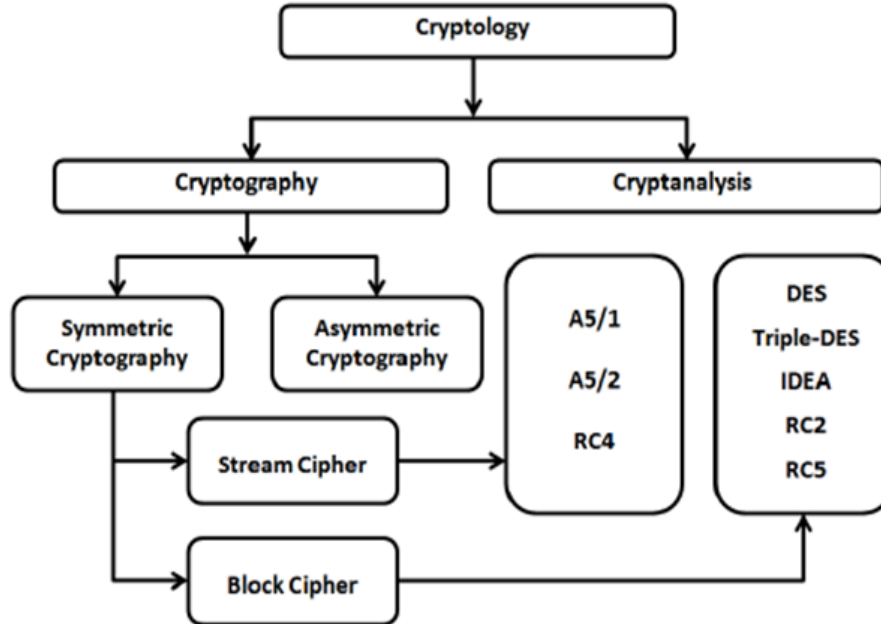 Cryptology
Cryptography
Cryptanalysis
Symmetric
Cryptography
Asymmetric
Cryptography
A5/1
A5/2
RC4
DES
Triple-DES
IDEA
RC2
RC5
Stream Cipher
Block Cipher